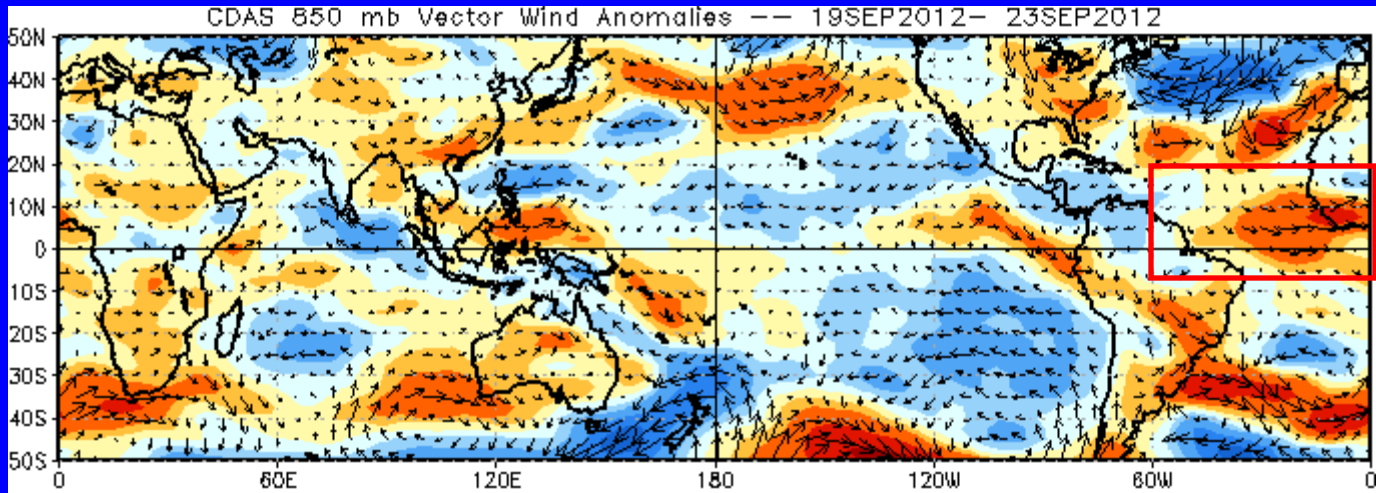 CDAS 850 mb Vector Wind Anomalies -- 19SEP2012- 23SEP2012
50N
40N
30N
20N
10N
0
10S
20S
30S
40S
50S
0 60E 120E 180 120W 60W 0